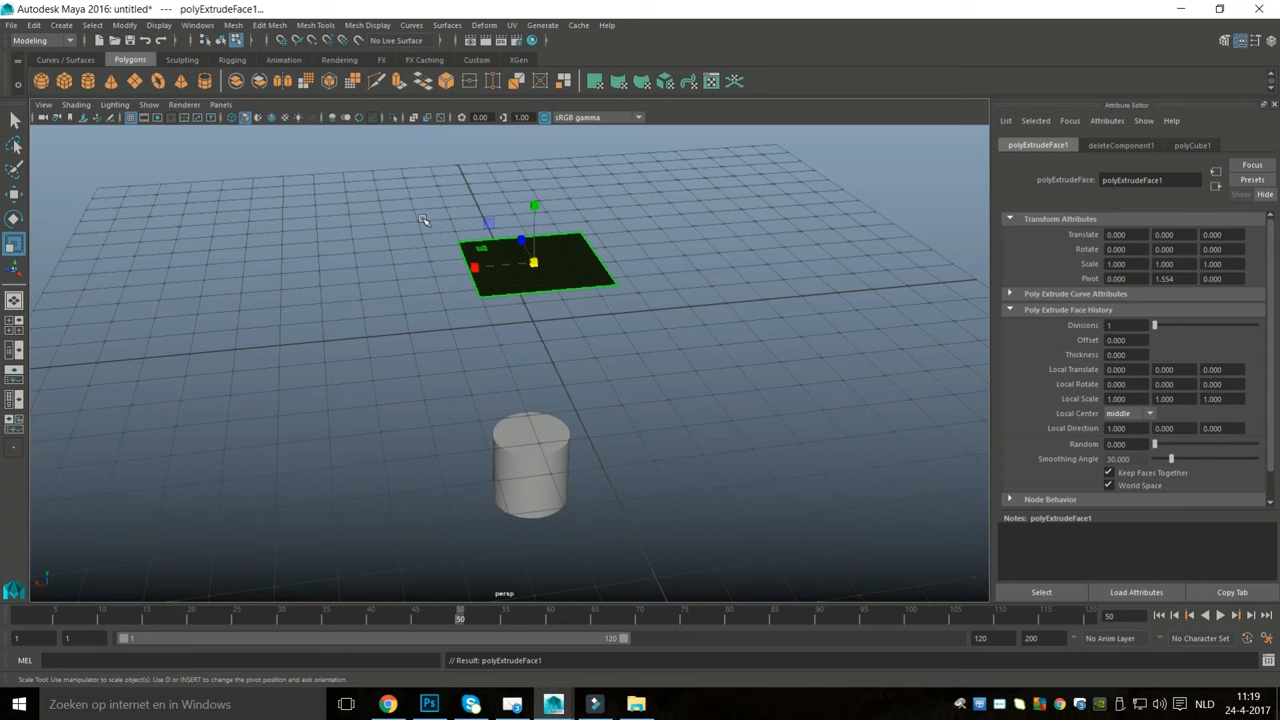 Autodesk Maya 2016: untitled* --- polyExtrudeFace1...
File Edit Create Select Modify Display Windows Mesh Edit Mesh Mesh Tools Mesh Display Curves Surfaces Deform UV Generate Cache Help
Modeling No Live Surface
Curves / Surfaces Polygons Sculpting Rigging Animation Rendering FX FX Caching Custom XGen
View Shading Lighting Show Renderer Panels
0.00 1.00 sRGB gamma
persp
Attribute Editor
List Selected Focus Attributes Show Help
polyExtrudeFace1 deleteComponent1 polyCube1
Focus
polyExtrudeFace: polyExtrudeFace1 Presets
Show Hide
Transform Attributes
Translate 0.000 0.000 0.000
Rotate 0.000 0.000 0.000
Scale 1.000 1.000 1.000
Pivot 0.000 1.554 0.000
Poly Extrude Curve Attributes
Poly Extrude Face History
Divisions 1
Offset 0.000
Thickness 0.000
Local Translate 0.000 0.000 0.000
Local Rotate 0.000 0.000 0.000
Local Scale 1.000 1.000 1.000
Local Center middle
Local Direction 1.000 0.000 0.000
Random 0.000
Smoothing Angle 30.000
Keep Faces Together
World Space
Node Behavior
Notes: polyExtrudeFace1
Select Load Attributes Copy Tab
5 10 15 20 25 30 35 40 45 50 55 60 65 70 75 80 85 90 95 100 105 110 115 120 50
50
1 1 1 120 120 200 No Anim Layer No Character Set
MEL // Result: polyExtrudeFace1
Scale Tool: Use manipulator to scale object(s). Use D or INSERT to change the pivot position and axis orientation.
Zoeken op internet en Windows NLD 11:19
24-4-2017